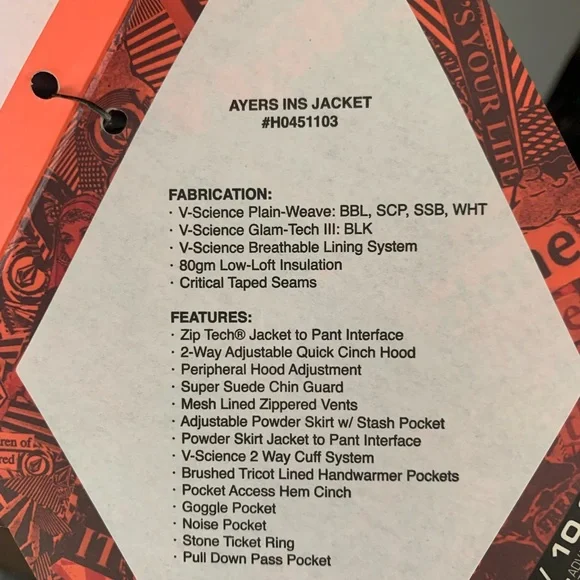 AYERS INS JACKET
#H0451103
FABRICATION:
· V-Science Plain-Weave: BBL, SCP, SSB, WHT
· V-Science Glam-Tech III: BLK
· V-Science Breathable Lining System
· 80gm Low-Loft Insulation
· Critical Taped Seams
FEATURES:
· Zip Tech® Jacket to Pant Interface
· 2-Way Adjustable Quick Cinch Hood
· Peripheral Hood Adjustment
· Super Suede Chin Guard
· Mesh Lined Zippered Vents
· Adjustable Powder Skirt w/ Stash Pocket
· Powder Skirt Jacket to Pant Interface
· V-Science 2 Way Cuff System
· Brushed Tricot Lined Handwarmer Pockets
· Pocket Access Hem Cinch
· Goggle Pocket
· Noise Pocket
· Stone Ticket Ring
· Pull Down Pass Pocket
'S YOUR LIFE